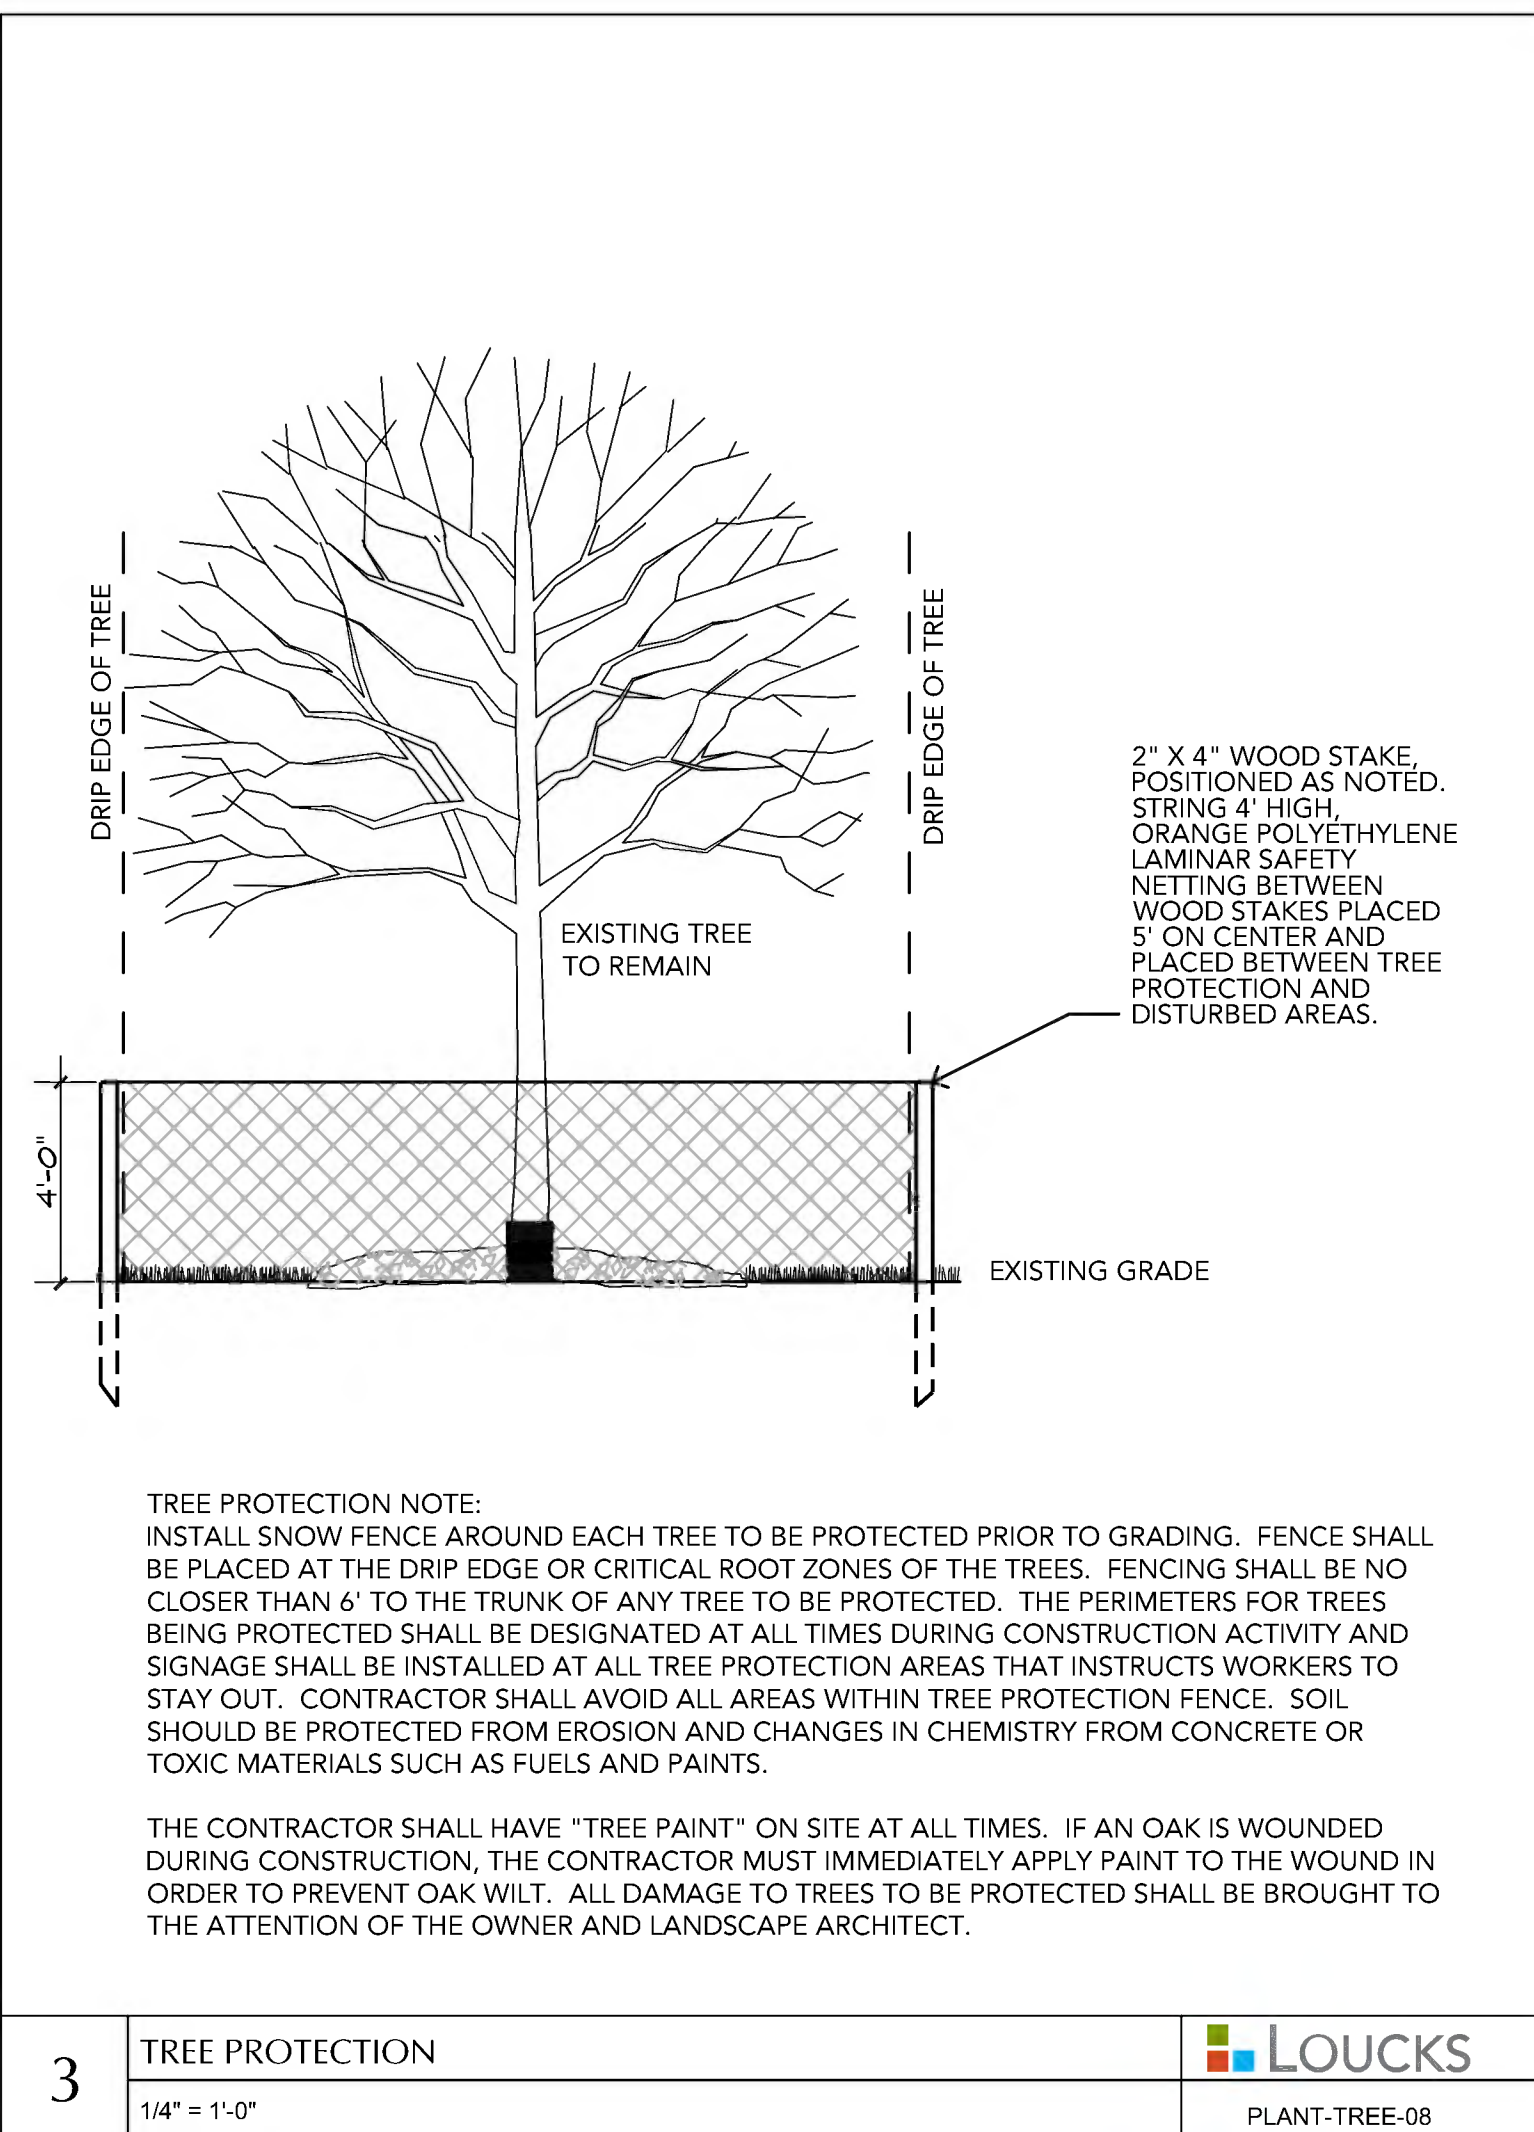 DRIP EDGE OF TREE
DRIP EDGE OF TREE
2" X 4" WOOD STAKE,
POSITIONED AS NOTED.
STRING 4' HIGH,
ORANGE POLYETHYLENE
LAMINAR SAFETY
NETTING BETWEEN
WOOD STAKES PLACED
5' ON CENTER AND
PLACED BETWEEN TREE
PROTECTION AND
DISTURBED AREAS.
EXISTING TREE
TO REMAIN
4'-0"
EXISTING GRADE
TREE PROTECTION NOTE:
INSTALL SNOW FENCE AROUND EACH TREE TO BE PROTECTED PRIOR TO GRADING. FENCE SHALL
BE PLACED AT THE DRIP EDGE OR CRITICAL ROOT ZONES OF THE TREES. FENCING SHALL BE NO
CLOSER THAN 6' TO THE TRUNK OF ANY TREE TO BE PROTECTED. THE PERIMETERS FOR TREES
BEING PROTECTED SHALL BE DESIGNATED AT ALL TIMES DURING CONSTRUCTION ACTIVITY AND
SIGNAGE SHALL BE INSTALLED AT ALL TREE PROTECTION AREAS THAT INSTRUCTS WORKERS TO
STAY OUT. CONTRACTOR SHALL AVOID ALL AREAS WITHIN TREE PROTECTION FENCE. SOIL
SHOULD BE PROTECTED FROM EROSION AND CHANGES IN CHEMISTRY FROM CONCRETE OR
TOXIC MATERIALS SUCH AS FUELS AND PAINTS.
THE CONTRACTOR SHALL HAVE "TREE PAINT" ON SITE AT ALL TIMES. IF AN OAK IS WOUNDED
DURING CONSTRUCTION, THE CONTRACTOR MUST IMMEDIATELY APPLY PAINT TO THE WOUND IN
ORDER TO PREVENT OAK WILT. ALL DAMAGE TO TREES TO BE PROTECTED SHALL BE BROUGHT TO
THE ATTENTION OF THE OWNER AND LANDSCAPE ARCHITECT.
3
TREE PROTECTION
1/4" = 1'-0"
LOUCKS
PLANT-TREE-08